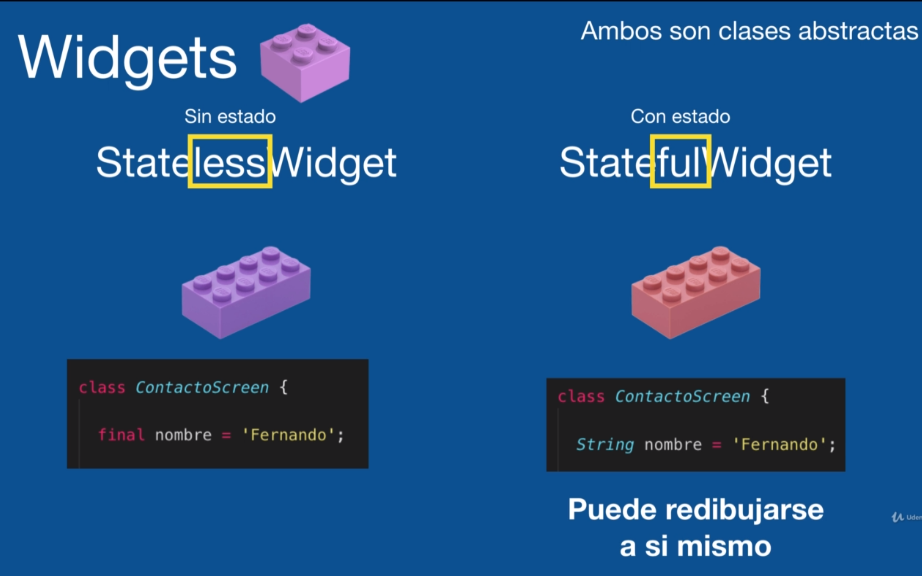 Widgets
Ambos son clases abstractas
Sin estado
StatelessWidget
Con estado
StatefulWidget
class ContactoScreen {
final nombre = 'Fernando';
class ContactoScreen {
String nombre = 'Fernando';
Puede redibujarse
a si mismo